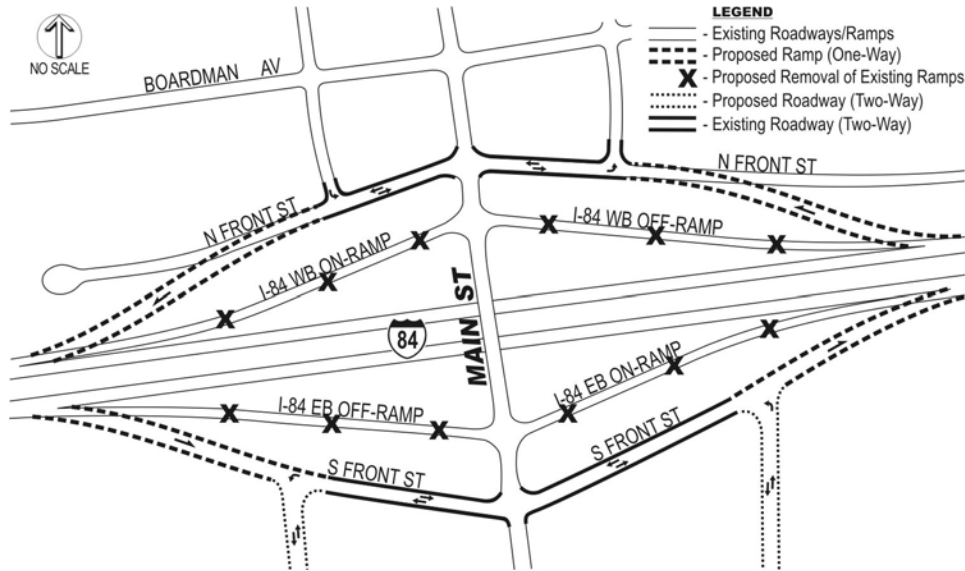 NO SCALE
BOARDMAN AV
LEGEND
- Existing Roadways/Ramps
- Proposed Ramp (One-Way)
X - Proposed Removal of Existing Ramps
- Proposed Roadway (Two-Way)
- Existing Roadway (Two-Way)
N FRONT ST
N FRONT ST
I-84 WB OFF-RAMP
I-84 WB ON-RAMP
MAIN ST
84
I-84 EB ON-RAMP
I-84 EB OFF-RAMP
S FRONT ST
S FRONT ST